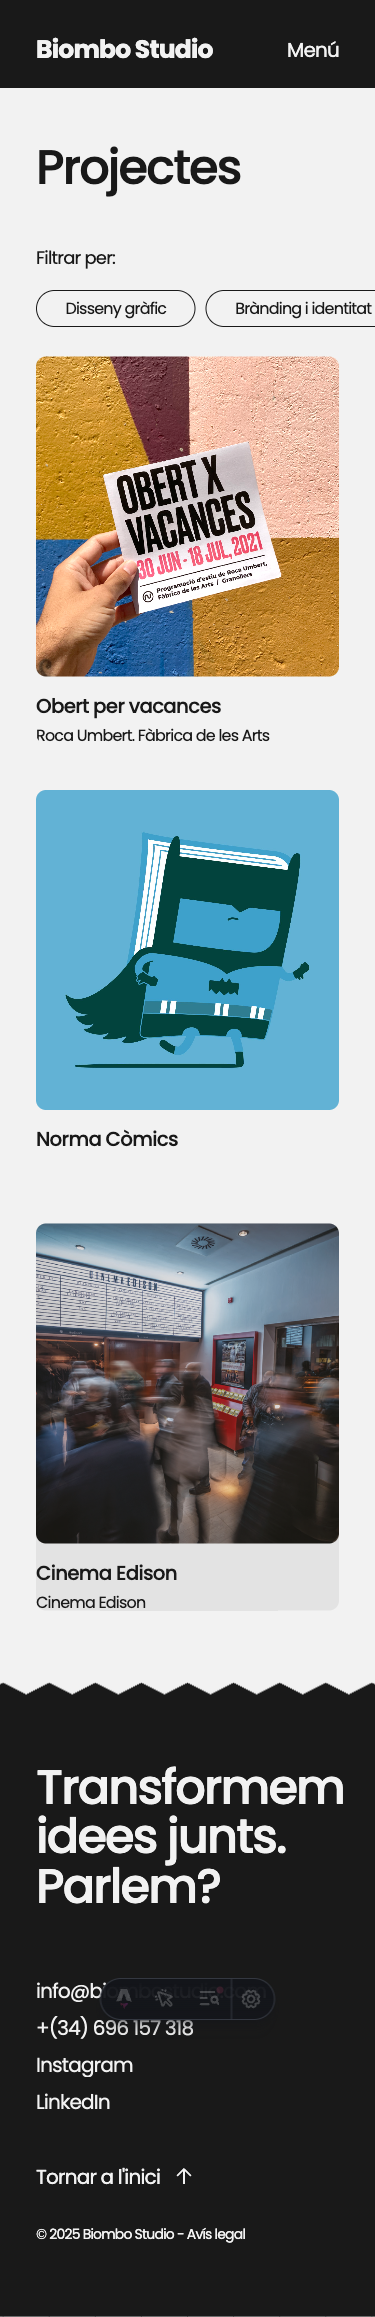 Biombo Studio
Menú
Projectes
Filtrar per:
Disseny gràfic
Brànding i identitat
OBERT X
VACANCES
30 JUN - 18 JUL, 2021
Programació d'estiu de Roca Umbert.
Fàbrica de les Arts / Granollers
Obert per vacances
Roca Umbert. Fàbrica de les Arts
Norma Còmics
CINEMA EDISON
Cinema Edison
Cinema Edison
Transformem
idees junts.
Parlem?
+(34) 696 157 318
Instagram
LinkedIn
Tornar a l'inici ↑
© 2025 Biombo Studio - Avís legal